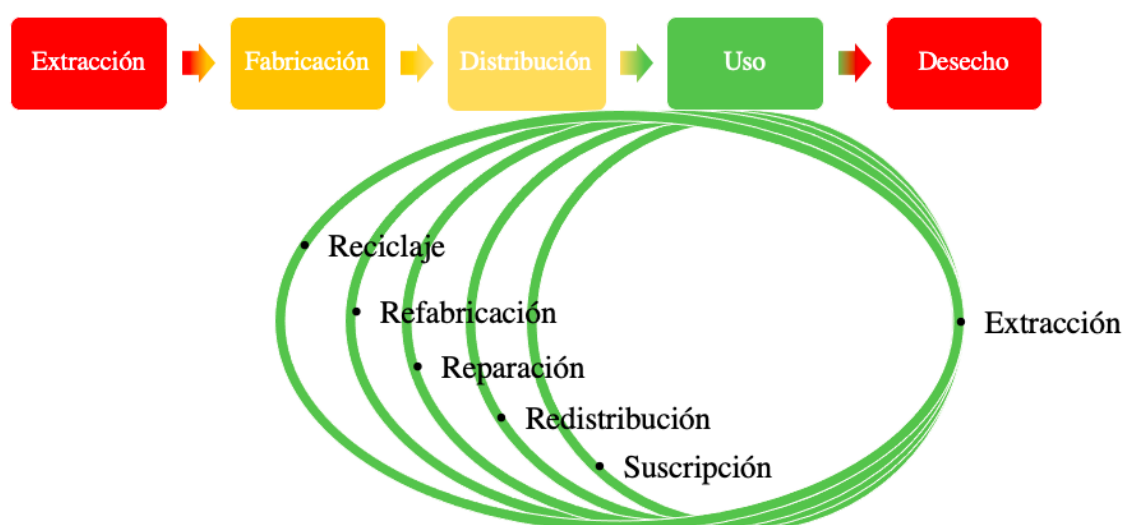 Extracción
Fabricación
Distribución
Uso
Desecho
Reciclaje
Refabricación
Extracción
Reparación
Redistribución
Suscripción